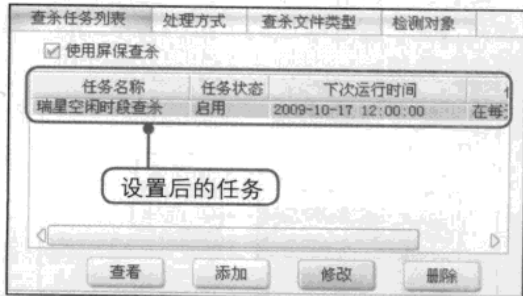 查杀任务列表 处理方式 查杀文件类型 检测对象
使用屏保查杀
任务名称 任务状态 下次运行时间
瑞星空闲时段查杀 启用 2009-10-17 12:00:00 在每
设置后的任务
查看 添加 修改 删除